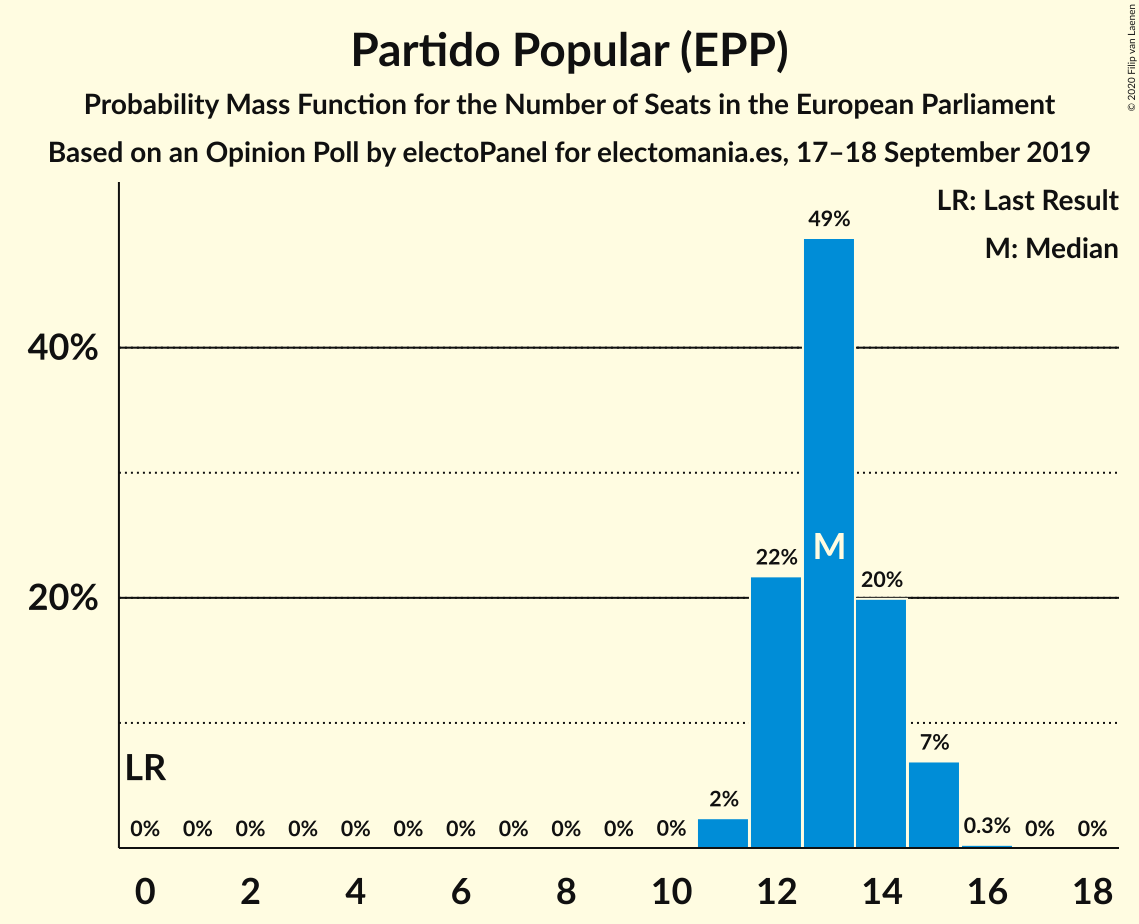 Partido Popular (EPP)
Probability Mass Function for the Number of Seats in the European Parliament
Based on an Opinion Poll by electoPanel for electomania.es, 17–18 September 2019
© 2020 Filip van Laenen
LR: Last Result
M: Median
49%
40%
M
22%
20%
20%
LR
7%
2%
0% 0% 0% 0% 0% 0% 0% 0% 0% 0% 0% 0.3% 0% 0%
0 2 4 6 8 10 12 14 16 18